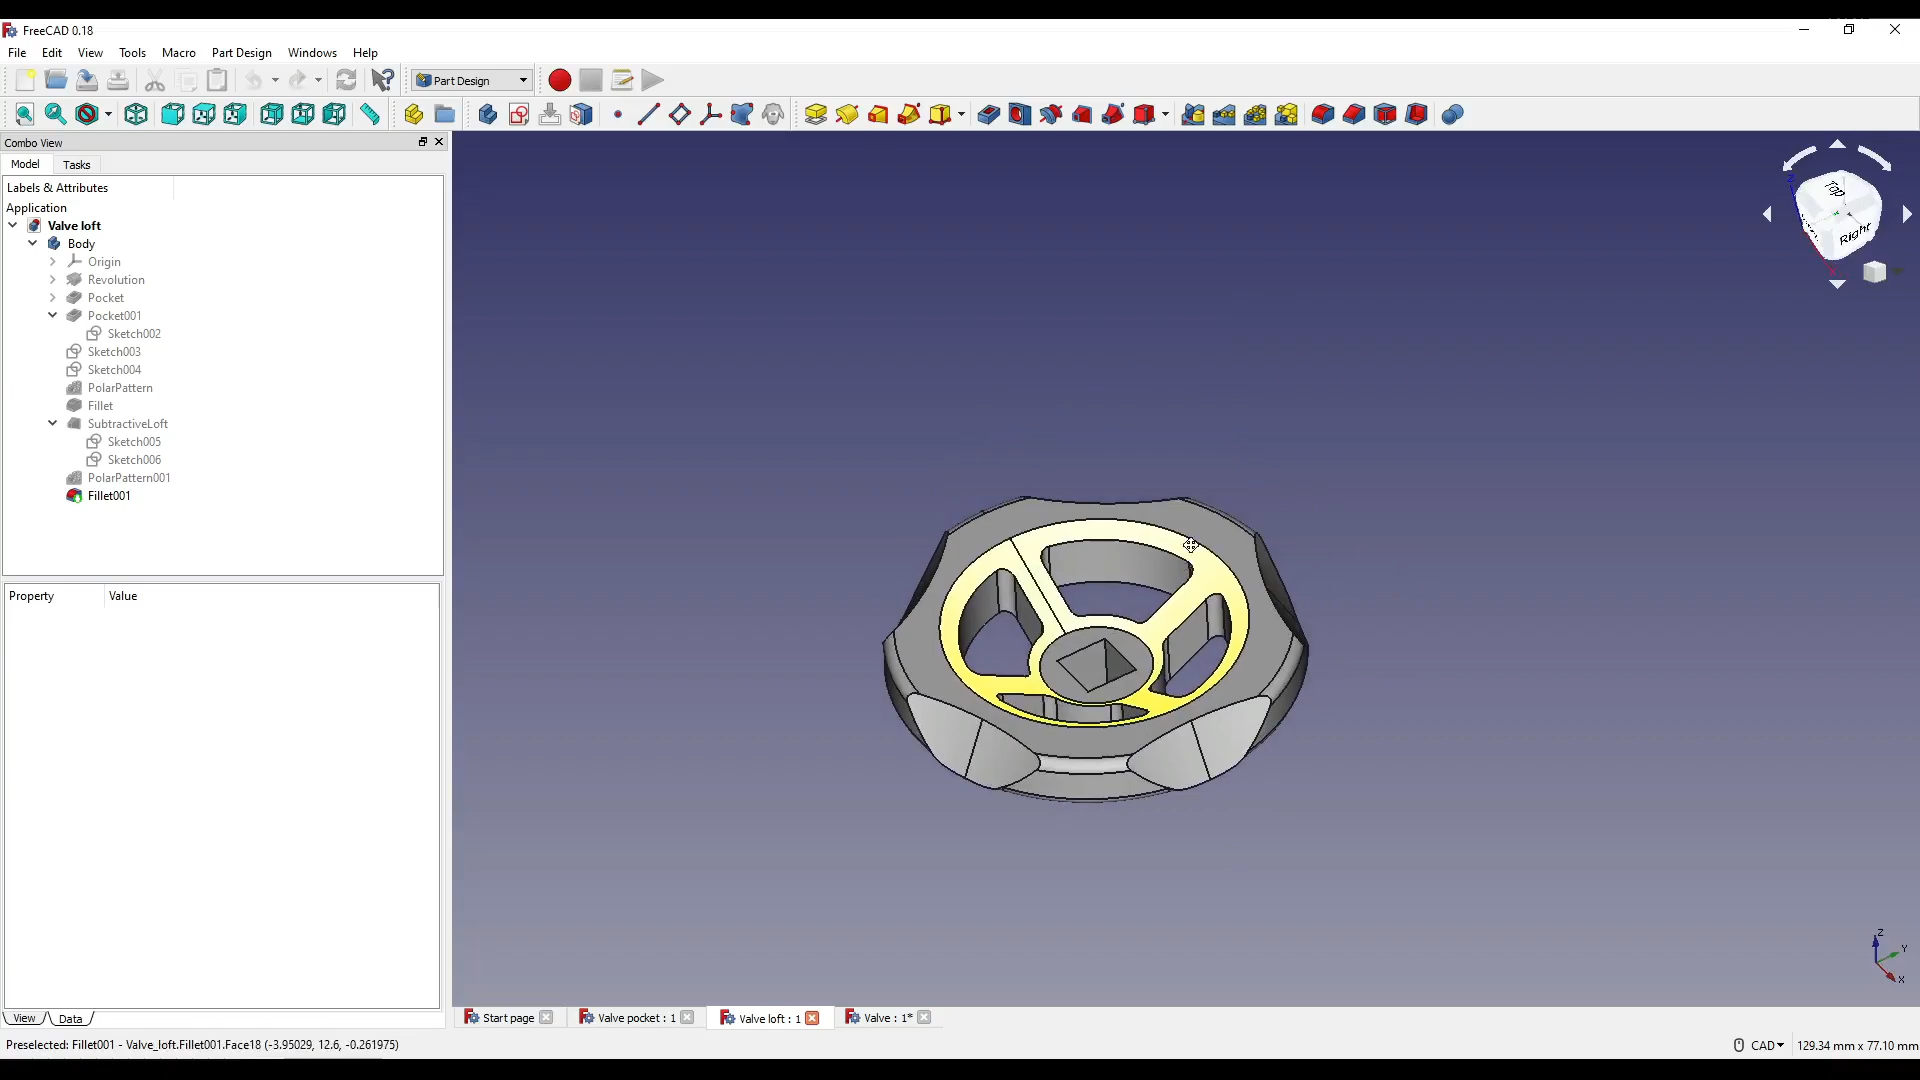 FreeCAD 0.18
File Edit View Tools Macro Part Design Windows Help
Part Design
Combo View
Model Tasks
Labels & Attributes
Application
Valve loft
Body
Origin
Revolution
Pocket
Pocket001
Sketch002
Sketch003
Sketch004
PolarPattern
Fillet
SubtractiveLoft
Sketch005
Sketch006
PolarPattern001
Fillet001
Property Value
View Data
Top
Right
Z
X
Z
Y
X
Start page Valve pocket : 1 Valve loft : 1 Valve : 1*
Preselected: Fillet001 - Valve_loft.Fillet001.Face18 (-3.95029, 12.6, -0.261975)
CAD 129.34 mm x 77.10 mm